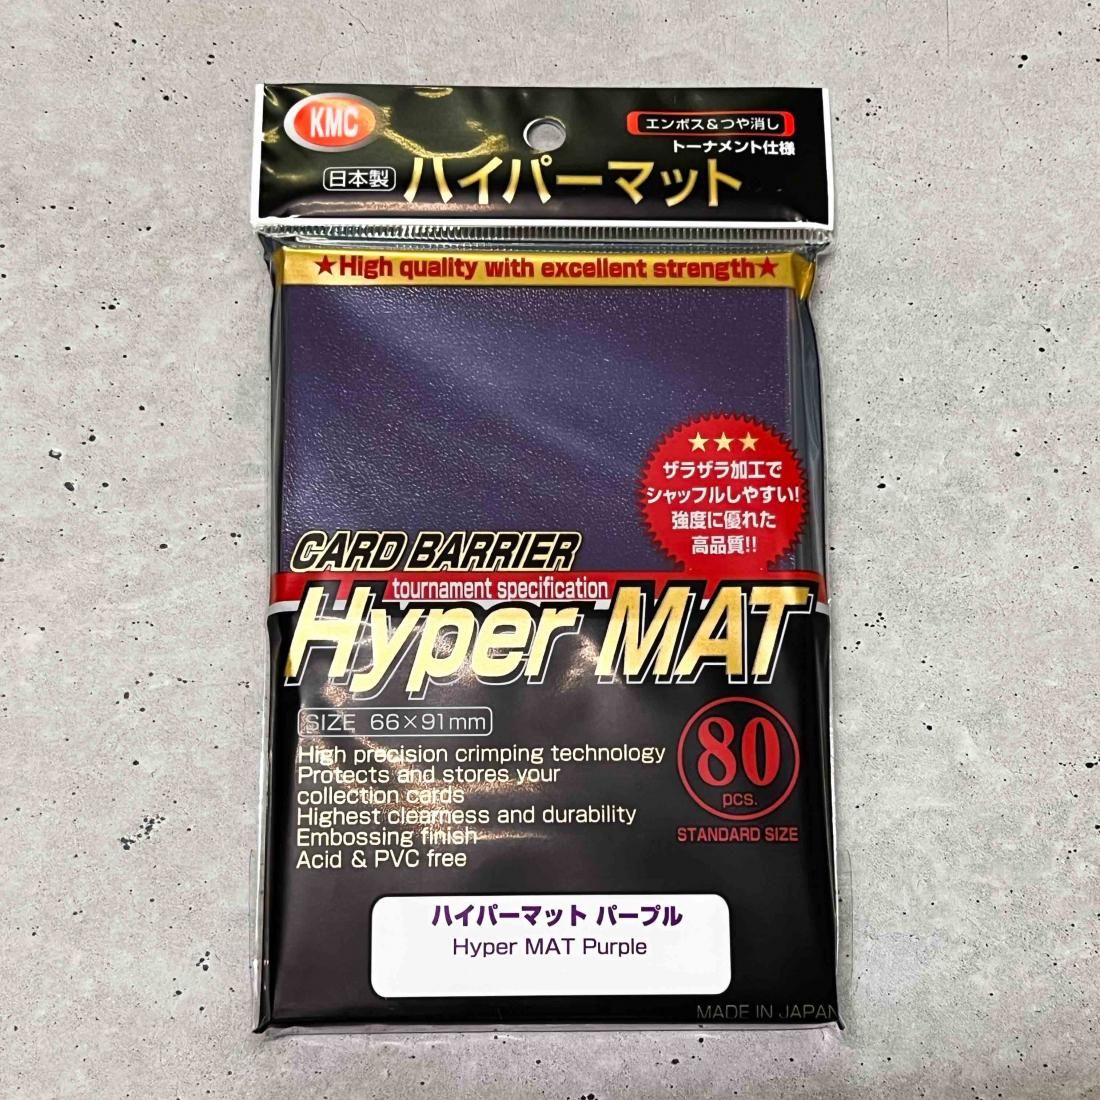 KMC
エンボス&つや消し
トーナメント仕様
日本製 ハイパーマット
★High quality with excellent strength★
★★★
ザラザラ加工で
シャッフルしやすい!
強度に優れた
高品質!!
CARD BARRIER
tournament specification
Hyper MAT
SIZE 66×91mm
High precision crimping technology
Protects and stores your
collection cards
Highest clearness and durability
Embossing finish
Acid & PVC free
80
pcs.
STANDARD SIZE
ハイパーマット パープル
Hyper MAT Purple
MADE IN JAPAN